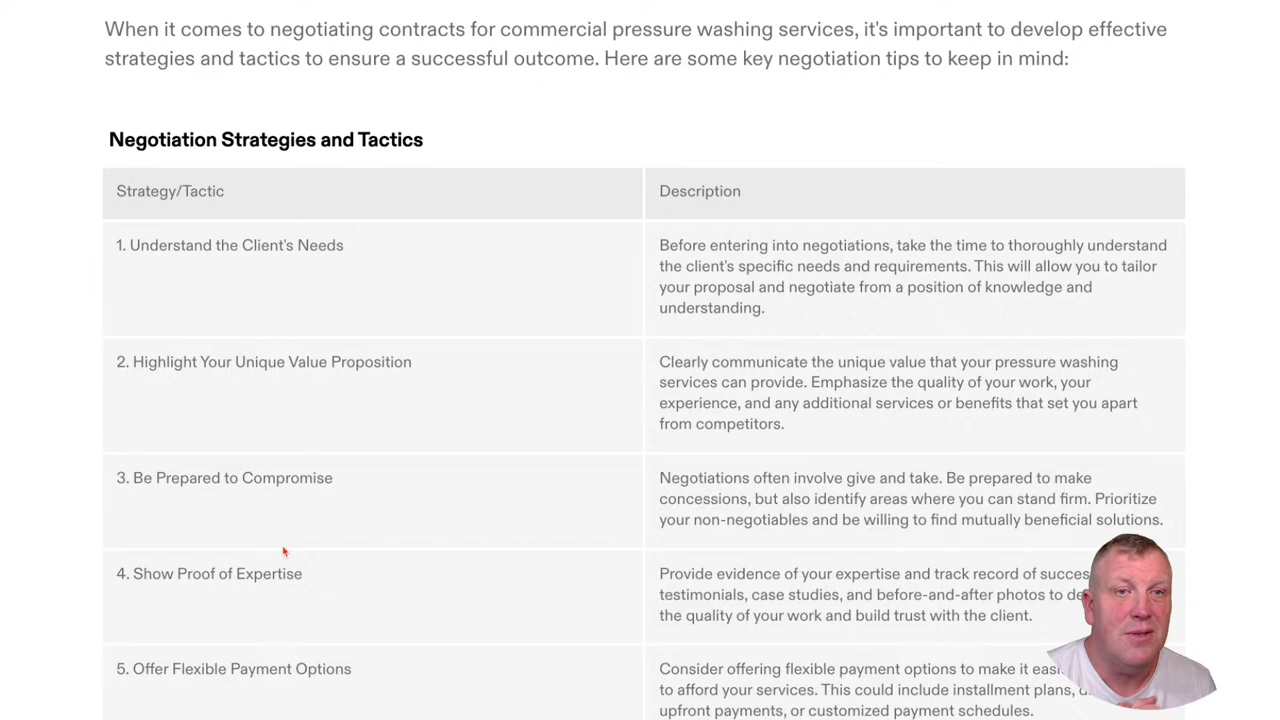 When it comes to negotiating contracts for commercial pressure washing services, it's important to develop effective
strategies and tactics to ensure a successful outcome. Here are some key negotiation tips to keep in mind:
Negotiation Strategies and Tactics
Strategy/Tactic
Description
1. Understand the Client's Needs
Before entering into negotiations, take the time to thoroughly understand
the client's specific needs and requirements. This will allow you to tailor
your proposal and negotiate from a position of knowledge and
understanding.
2. Highlight Your Unique Value Proposition
Clearly communicate the unique value that your pressure washing
services can provide. Emphasize the quality of your work, your
experience, and any additional services or benefits that set you apart
from competitors.
3. Be Prepared to Compromise
Negotiations often involve give and take. Be prepared to make
concessions, but also identify areas where you can stand firm. Prioritize
your non-negotiables and be willing to find mutually beneficial solutions.
4. Show Proof of Expertise
Provide evidence of your expertise and track record of
testimonials, case studies, and before-and-after photos to
the quality of your work and build trust with the client.
5. Offer Flexible Payment Options
Consider offering flexible payment options to make it
to afford your services. This could include installment plans,
upfront payments, or customized payment schedules.